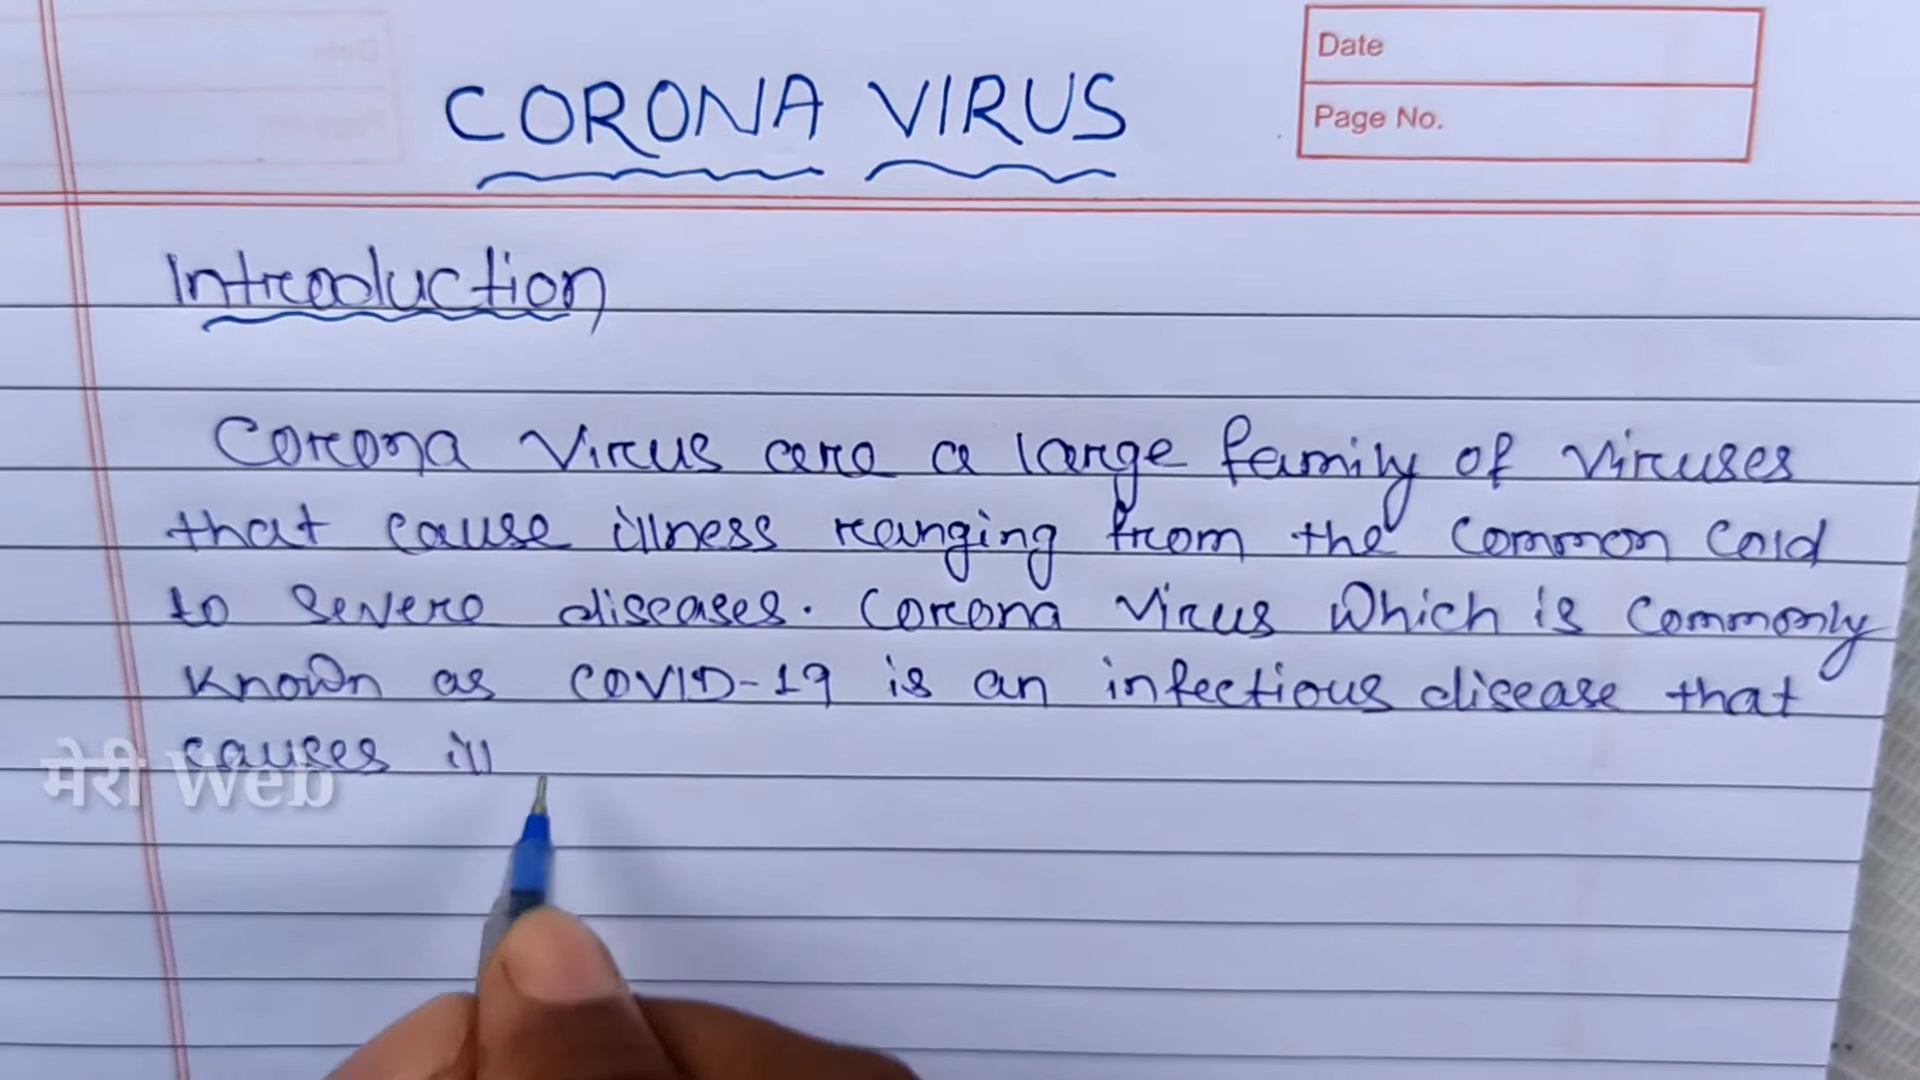 Date
Page No.
CORONA VIRUS
Introduction
Corona Virus are a large family of viruses
that cause illness ranging from the common cold
to severe diseases. Corona virus which is commonly
known as COVID-19 is an infectious disease that
causes ill
मेरी Web